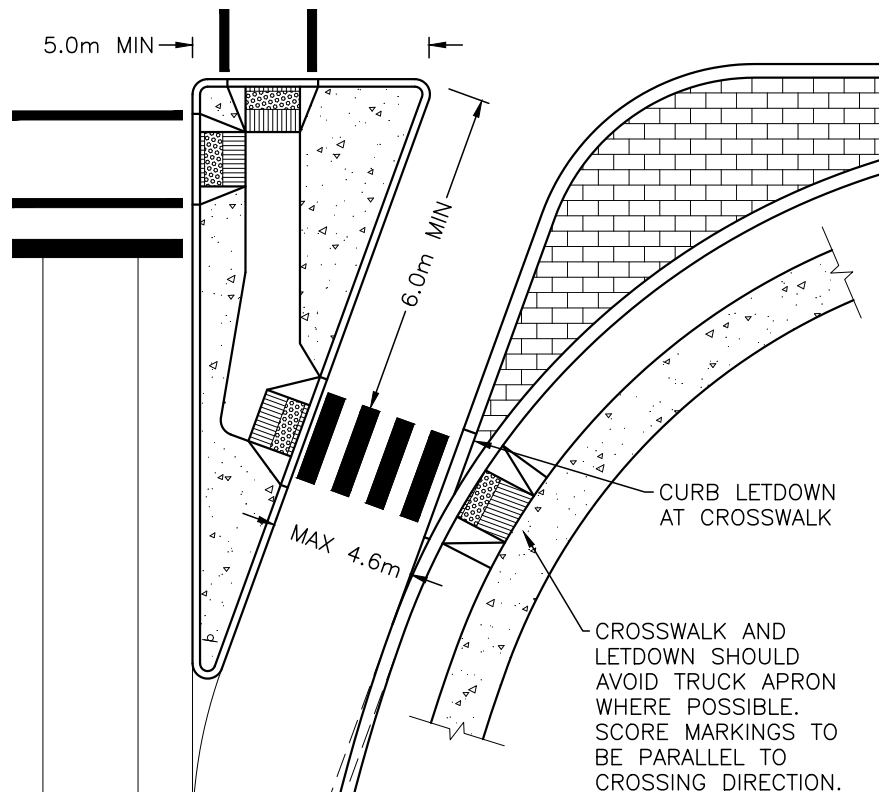 5.0m MIN
6.0m MIN
MAX 4.6m
CURB LETDOWN
AT CROSSWALK
CROSSWALK AND
LETDOWN SHOULD
AVOID TRUCK APRON
WHERE POSSIBLE.
SCORE MARKINGS TO
BE PARALLEL TO
CROSSING DIRECTION.